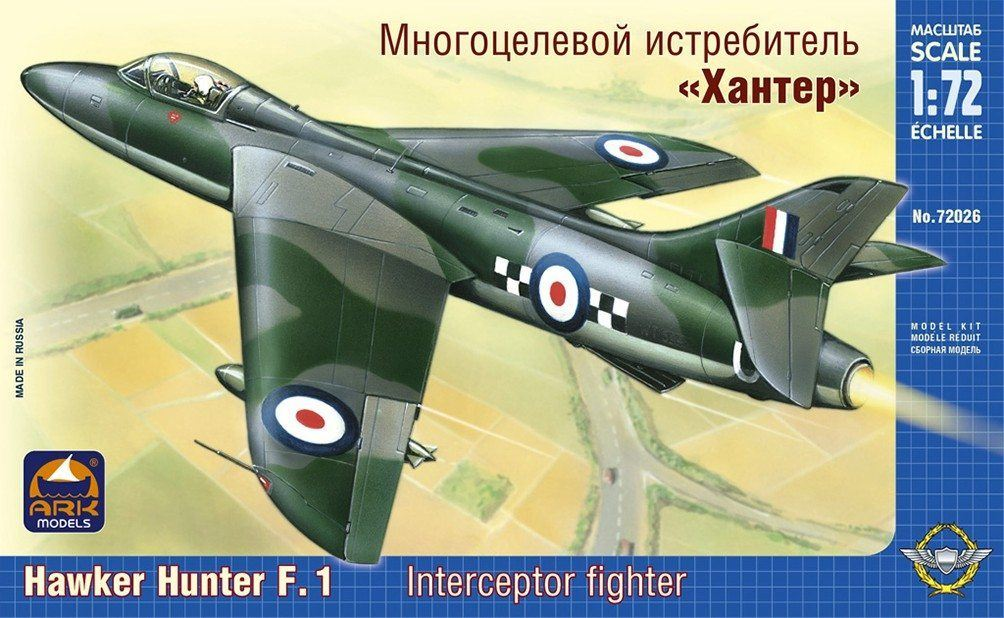 Многоцелевой истребитель
«Хантер»
МАСШТАБ
SCALE
1:72
ÉCHELLE
No.72026
MODEL KIT
MODELE REDUIT
СБОРНАЯ МОДЕЛЬ
MADE IN RUSSIA
ARK
MODELS
®
Hawker Hunter F.1
Interceptor fighter